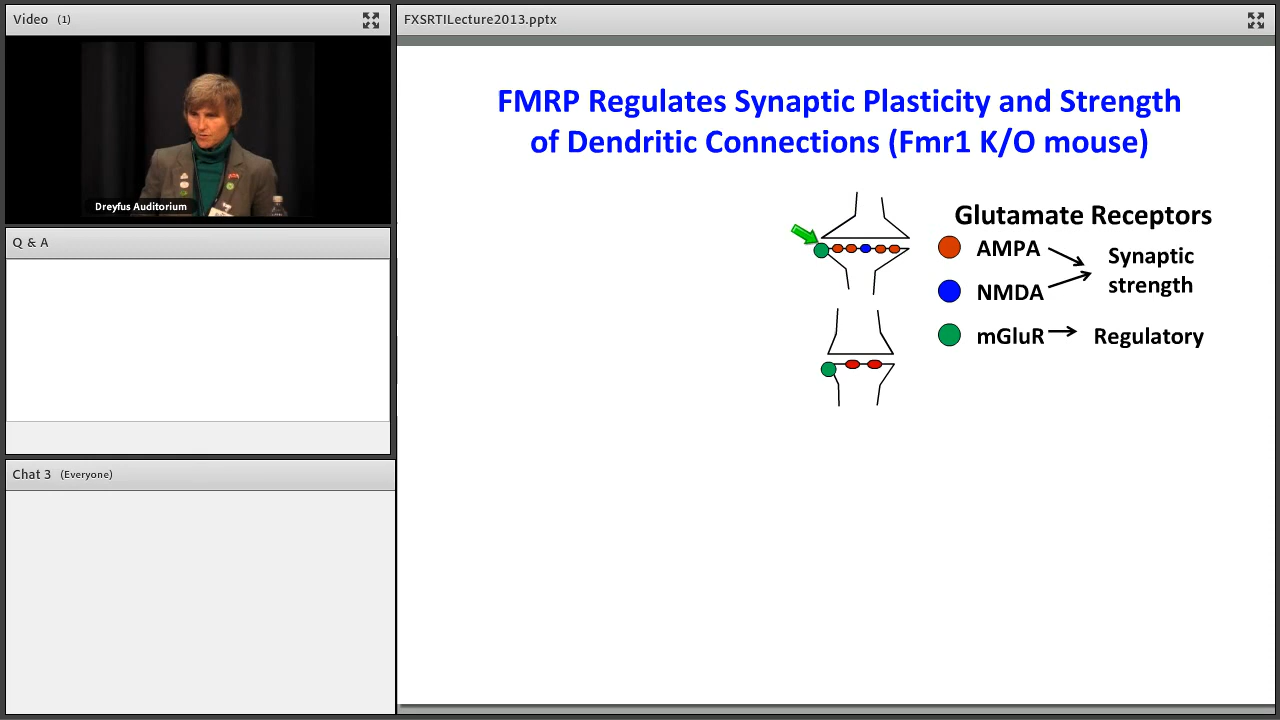 Video (1)
Dreyfus Auditorium
Q & A
Chat 3 (Everyone)
FXSRTILecture2013.pptx
FMRP Regulates Synaptic Plasticity and Strength
of Dendritic Connections (Fmr1 K/O mouse)
Glutamate Receptors
AMPA
NMDA
Synaptic
strength
mGluR
Regulatory